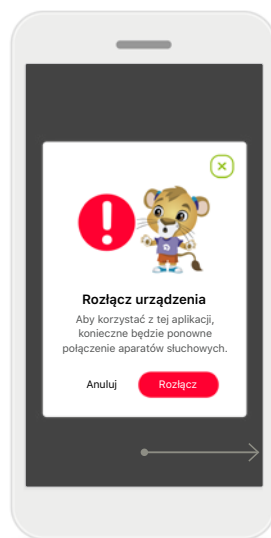 Rozłącz urządzenia
Aby korzystać z tej aplikacji,
konieczne będzie ponowne
połączenie aparatów słuchowych.
Anuluj
Rozłącz